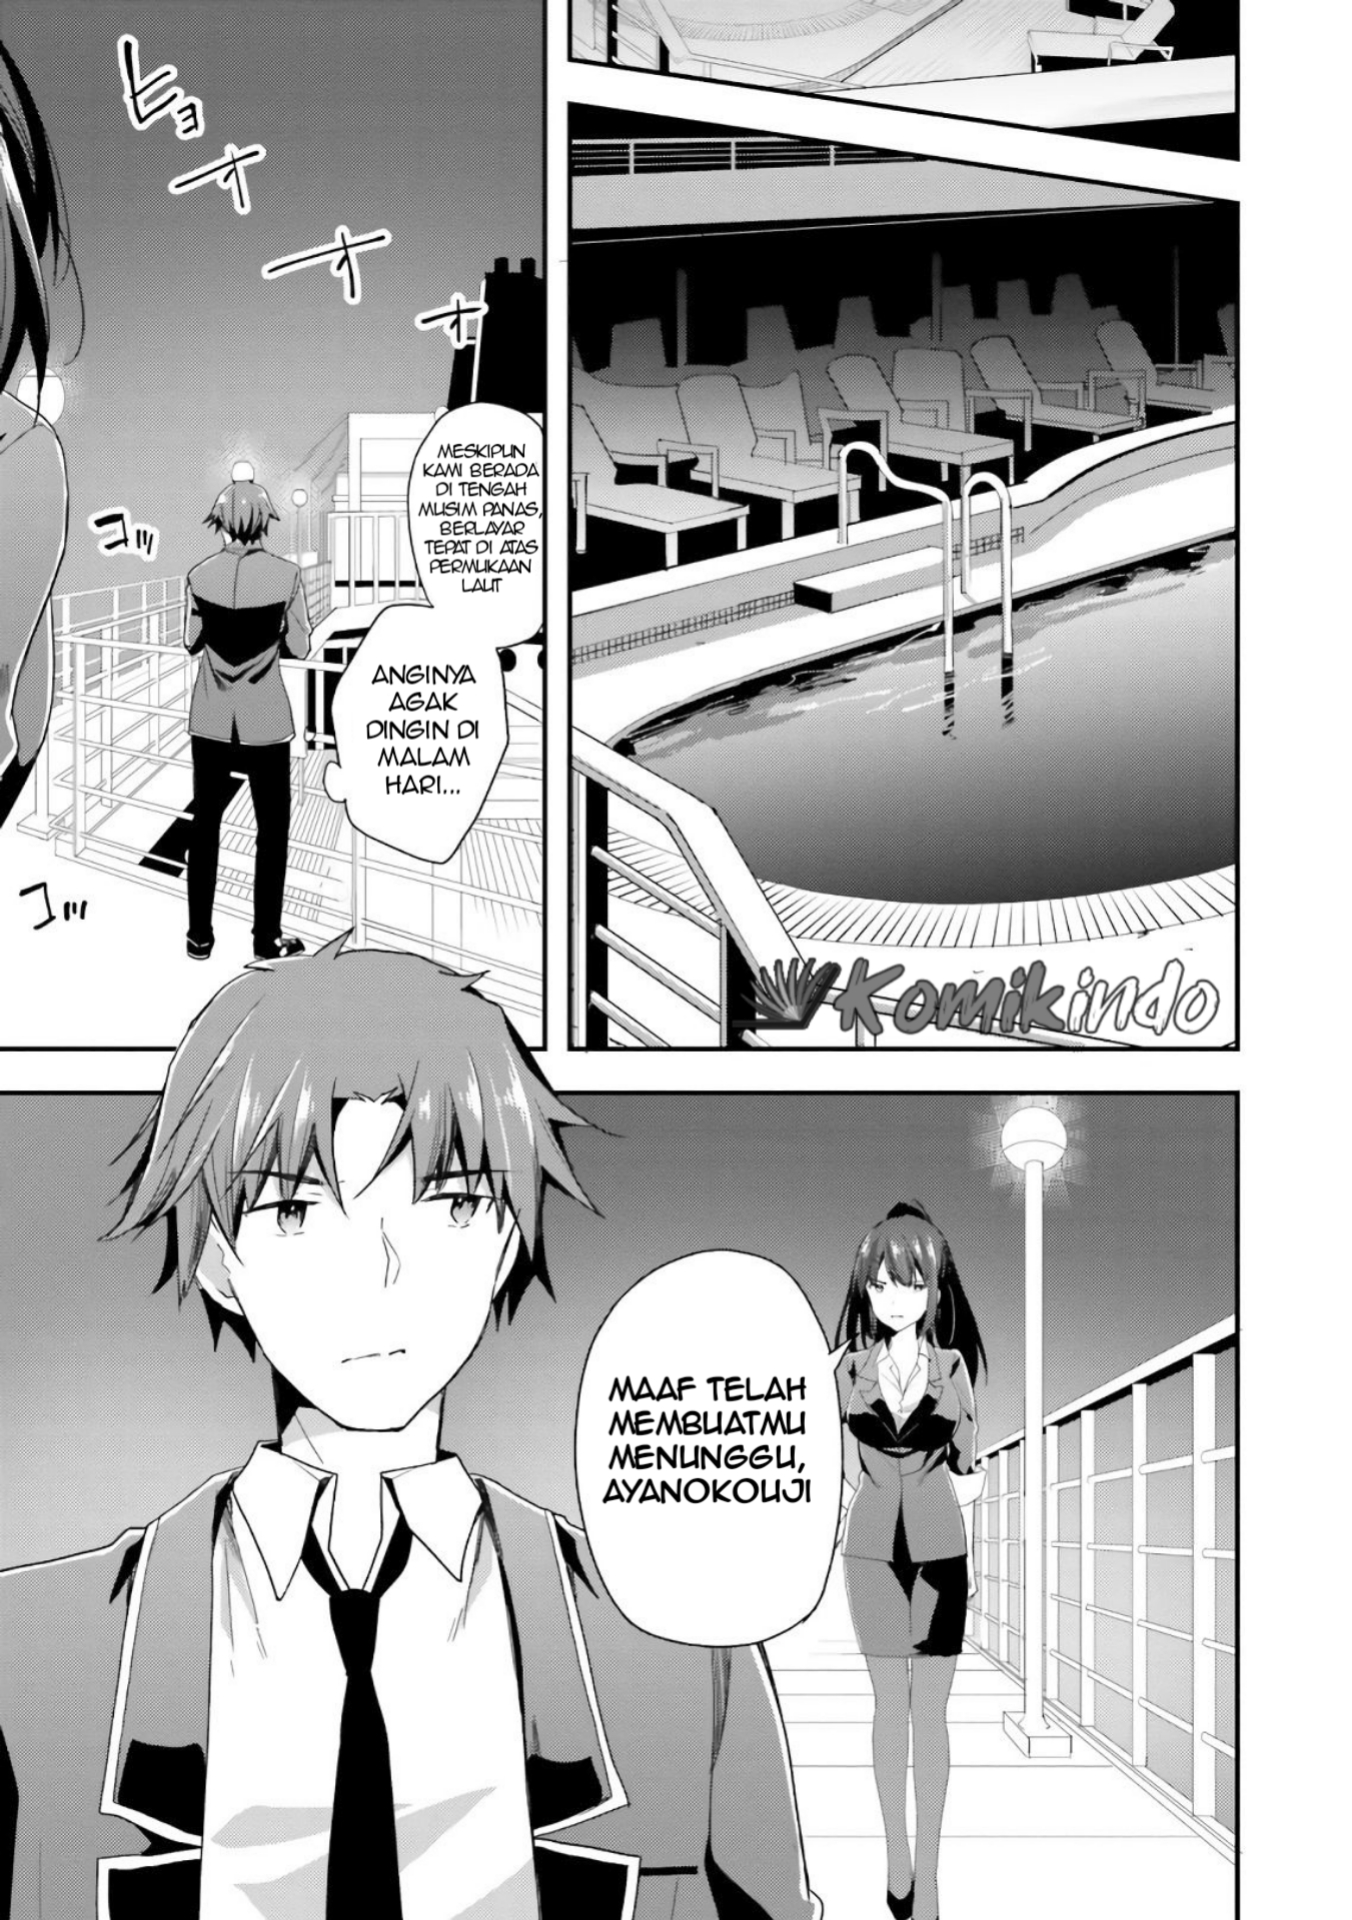 ヒョオオオ
コッ
MESKIPUN
KAMI BERADA
DI TENGAH
MUSIM PANAS,
BERLAYAR
TEPAT DI ATAS
PERMUKAAN
LAUT
ANGINYA
AGAK
DINGIN DI
MALAM
HARI...
コッ
Komikindo
MAAF TELAH
MEMBUATMU
MENUNGGU,
AYANOKOUJI